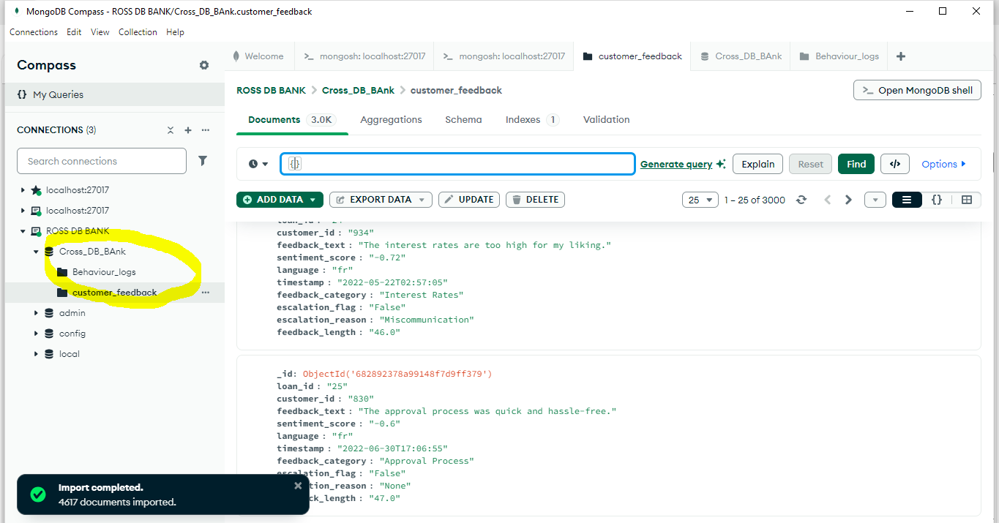 MongoDB Compass - ROSS DB BANK/Cross_DB_BAnk.customer_feedback
Connections Edit View Collection Help
Compass
{} My Queries
CONNECTIONS (3)
Search connections
localhost:27017
localhost:27017
ROSS DB BANK
Cross_DB_BAnk
Behaviour_logs
customer_feedback
admin
config
local
Welcome
>_ mongosh: localhost:27017
>_ mongosh: localhost:27017
customer_feedback
Cross_DB_BAnk
Behaviour_logs
+
ROSS DB BANK > Cross_DB_BAnk > customer_feedback
>_ Open MongoDB shell
Documents 3.0K Aggregations Schema Indexes 1 Validation
{} Generate query Explain Reset Find </> Options
ADD DATA EXPORT DATA UPDATE DELETE 25 1 – 25 of 3000 {}
customer_id : "934"
feedback_text : "The interest rates are too high for my liking."
sentiment_score : "-0.72"
language : "fr"
timestamp : "2022-05-22T02:57:05"
feedback_category : "Interest Rates"
escalation_flag : "False"
escalation_reason : "Miscommunication"
feedback_length : "46.0"
_id: ObjectId('682892378a99148f7d9ff379')
loan_id : "25"
customer_id : "830"
feedback_text : "The approval process was quick and hassle-free."
sentiment_score : "-0.6"
language : "fr"
timestamp : "2022-06-30T17:06:55"
feedback_category : "Approval Process"
escalation_flag : "False"
tion_reason : "None"
ck_length : "47.0"
Import completed.
4617 documents imported.